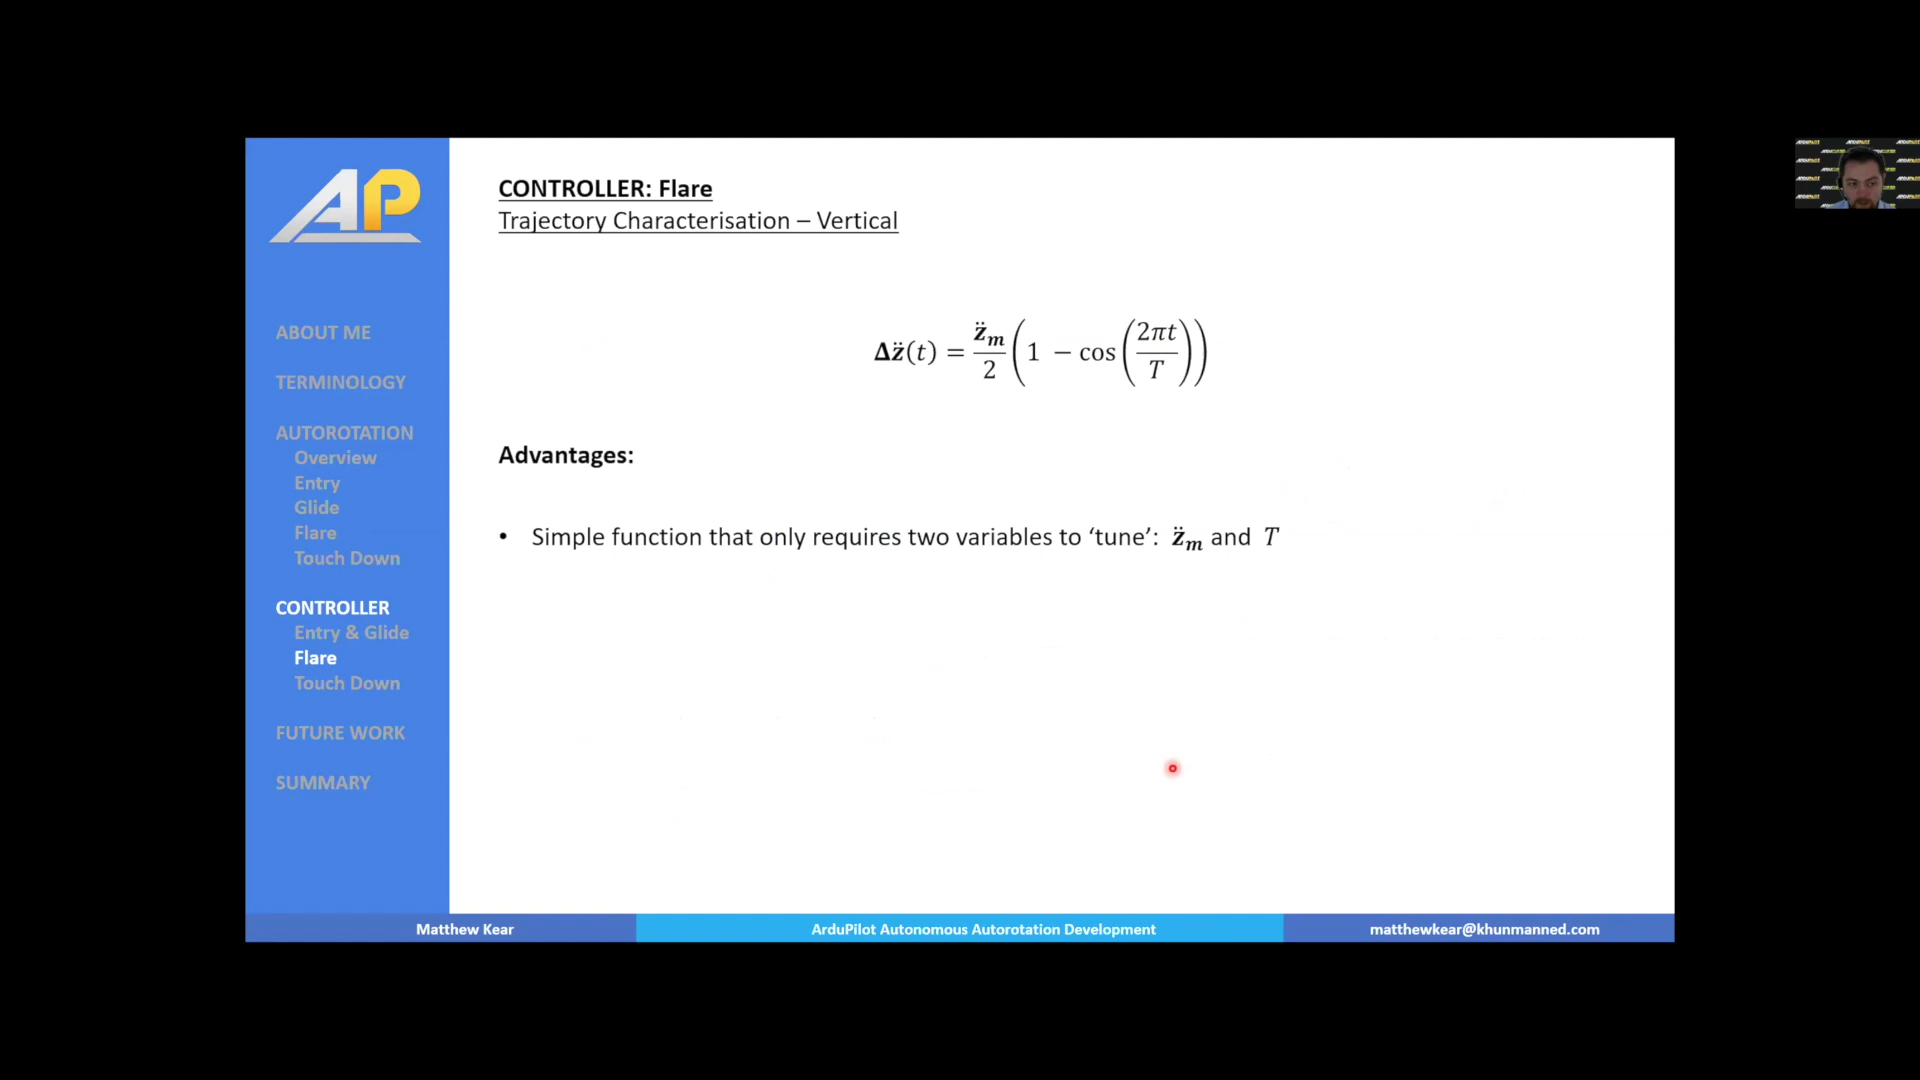 AP
ABOUT ME
TERMINOLOGY
AUTOROTATION
Overview
Entry
Glide
Flare
Touch Down
CONTROLLER
Entry & Glide
Flare
Touch Down
FUTURE WORK
SUMMARY
CONTROLLER: Flare
Trajectory Characterisation – Vertical
Δz̈(t) = z̈ₘ/2 (1 − cos(2πt/T))
Advantages:
• Simple function that only requires two variables to ‘tune’: z̈ₘ and T
Matthew Kear
ArduPilot Autonomous Autorotation Development
matthewkear@khunmanned.com